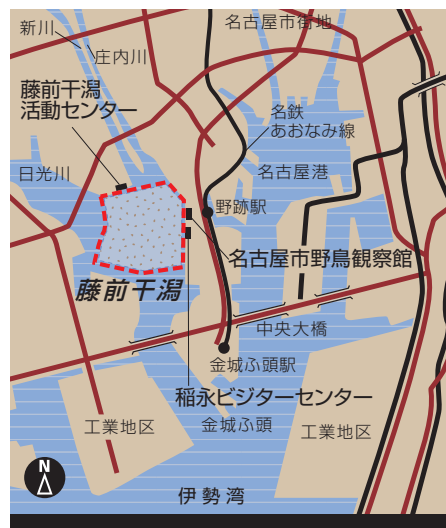 新川
名古屋市街地
庄内川
藤前干潟
活動センター
名鉄
あおなみ線
日光川
名古屋港
野跡駅
名古屋市野鳥観察館
藤前干潟
中央大橋
金城ふ頭駅
稲永ビジターセンター
工業地区
金城ふ頭
工業地区
N
伊勢湾